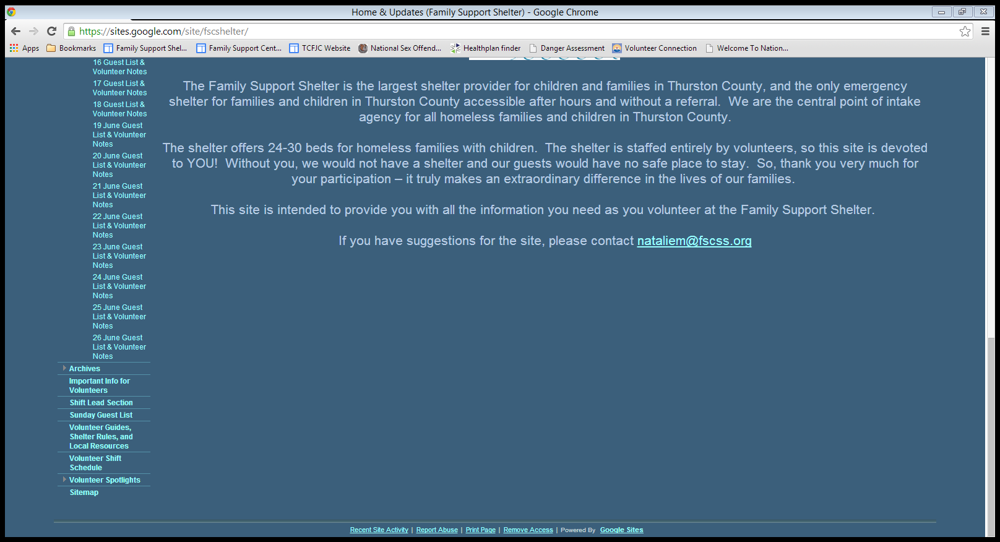 Home & Updates (Family Support Shelter) - Google Chrome
https://sites.google.com/site/fscshelter/
Apps Bookmarks Family Support Shel... Family Support Cent... TCFJC Website National Sex Offend... Healthplan finder Danger Assessment Volunteer Connection Welcome To Nation...
16 Guest List &
Volunteer Notes
17 Guest List &
Volunteer Notes
18 Guest List &
Volunteer Notes
19 June Guest
List & Volunteer
Notes
20 June Guest
List & Volunteer
Notes
21 June Guest
List & Volunteer
Notes
22 June Guest
List & Volunteer
Notes
23 June Guest
List & Volunteer
Notes
24 June Guest
List & Volunteer
Notes
25 June Guest
List & Volunteer
Notes
26 June Guest
List & Volunteer
Notes
Archives
Important Info for
Volunteers
Shift Lead Section
Sunday Guest List
Volunteer Guides,
Shelter Rules, and
Local Resources
Volunteer Shift
Schedule
Volunteer Spotlights
Sitemap
The Family Support Shelter is the largest shelter provider for children and families in Thurston County, and the only emergency
shelter for families and children in Thurston County accessible after hours and without a referral. We are the central point of intake
agency for all homeless families and children in Thurston County.
The shelter offers 24-30 beds for homeless families with children. The shelter is staffed entirely by volunteers, so this site is devoted
to YOU! Without you, we would not have a shelter and our guests would have no safe place to stay. So, thank you very much for
your participation – it truly makes an extraordinary difference in the lives of our families.
This site is intended to provide you with all the information you need as you volunteer at the Family Support Shelter.
If you have suggestions for the site, please contact nataliem@fscss.org
Recent Site Activity | Report Abuse | Print Page | Remove Access | Powered By Google Sites